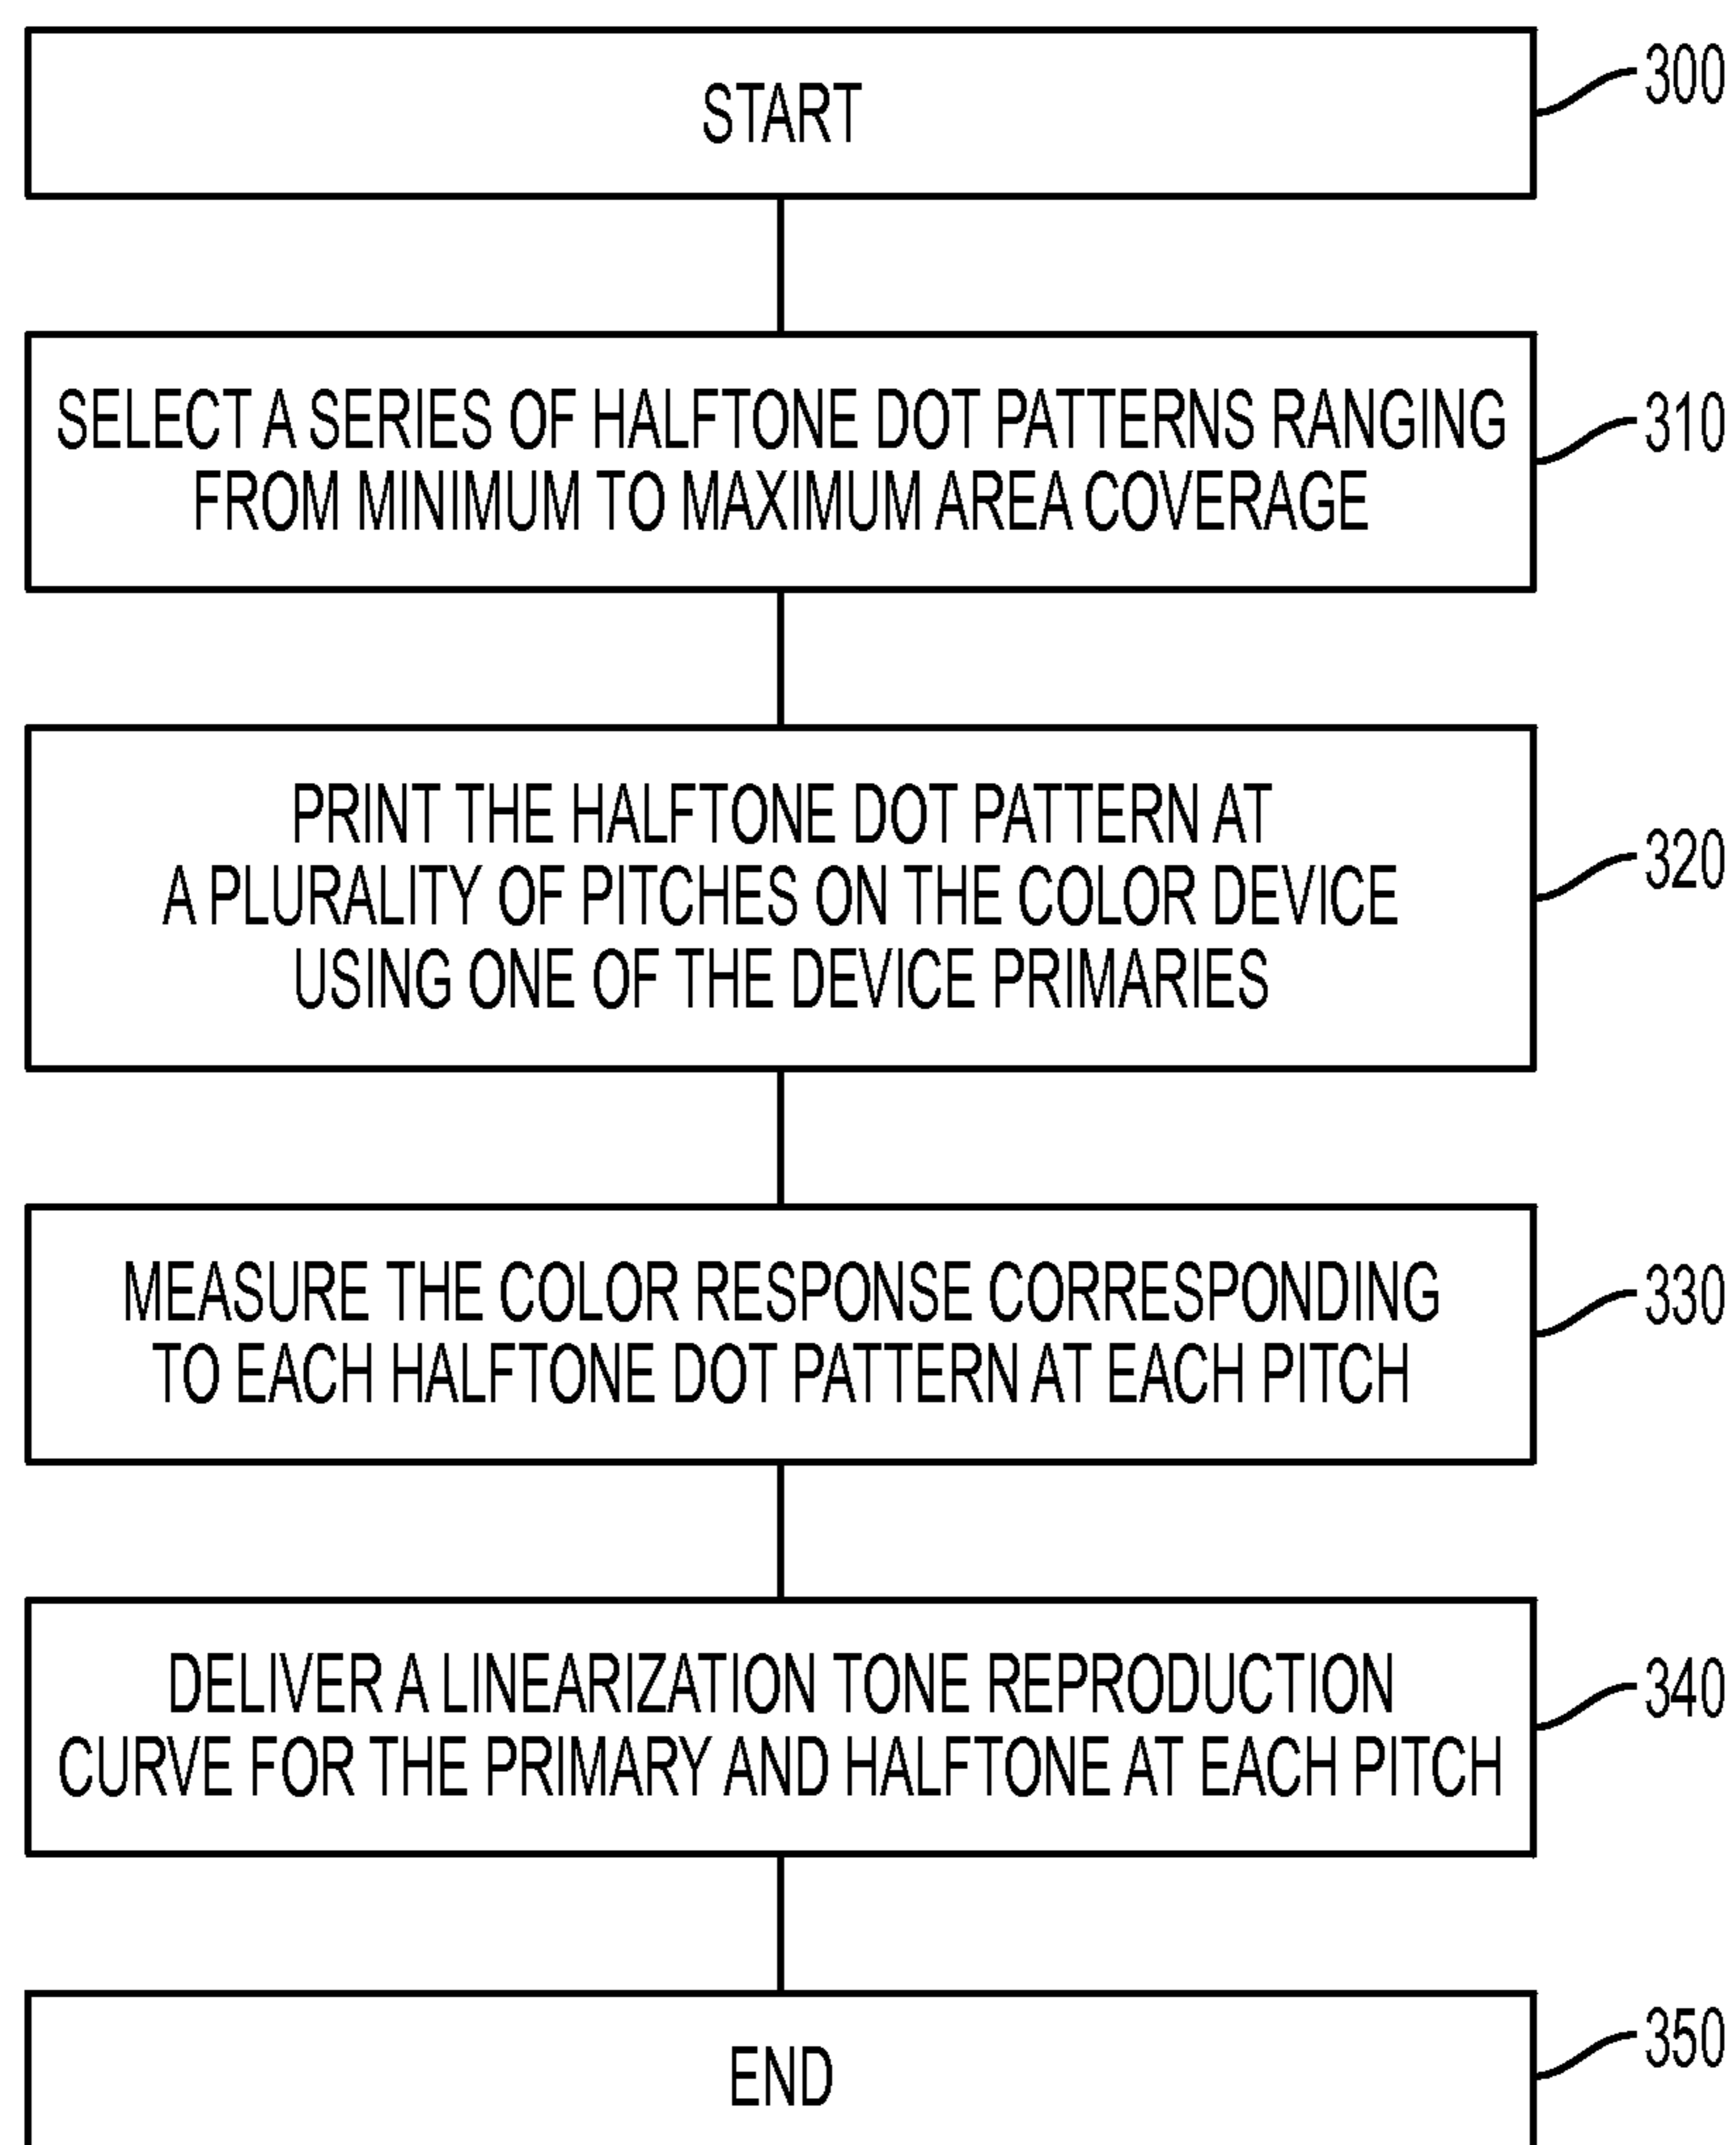 START
300
SELECT A SERIES OF HALFTONE DOT PATTERNS RANGING
FROM MINIMUM TO MAXIMUM AREA COVERAGE
310
PRINT THE HALFTONE DOT PATTERN AT
A PLURALITY OF PITCHES ON THE COLOR DEVICE
USING ONE OF THE DEVICE PRIMARIES
320
MEASURE THE COLOR RESPONSE CORRESPONDING
TO EACH HALFTONE DOT PATTERN AT EACH PITCH
330
DELIVER A LINEARIZATION TONE REPRODUCTION
CURVE FOR THE PRIMARY AND HALFTONE AT EACH PITCH
340
END
350